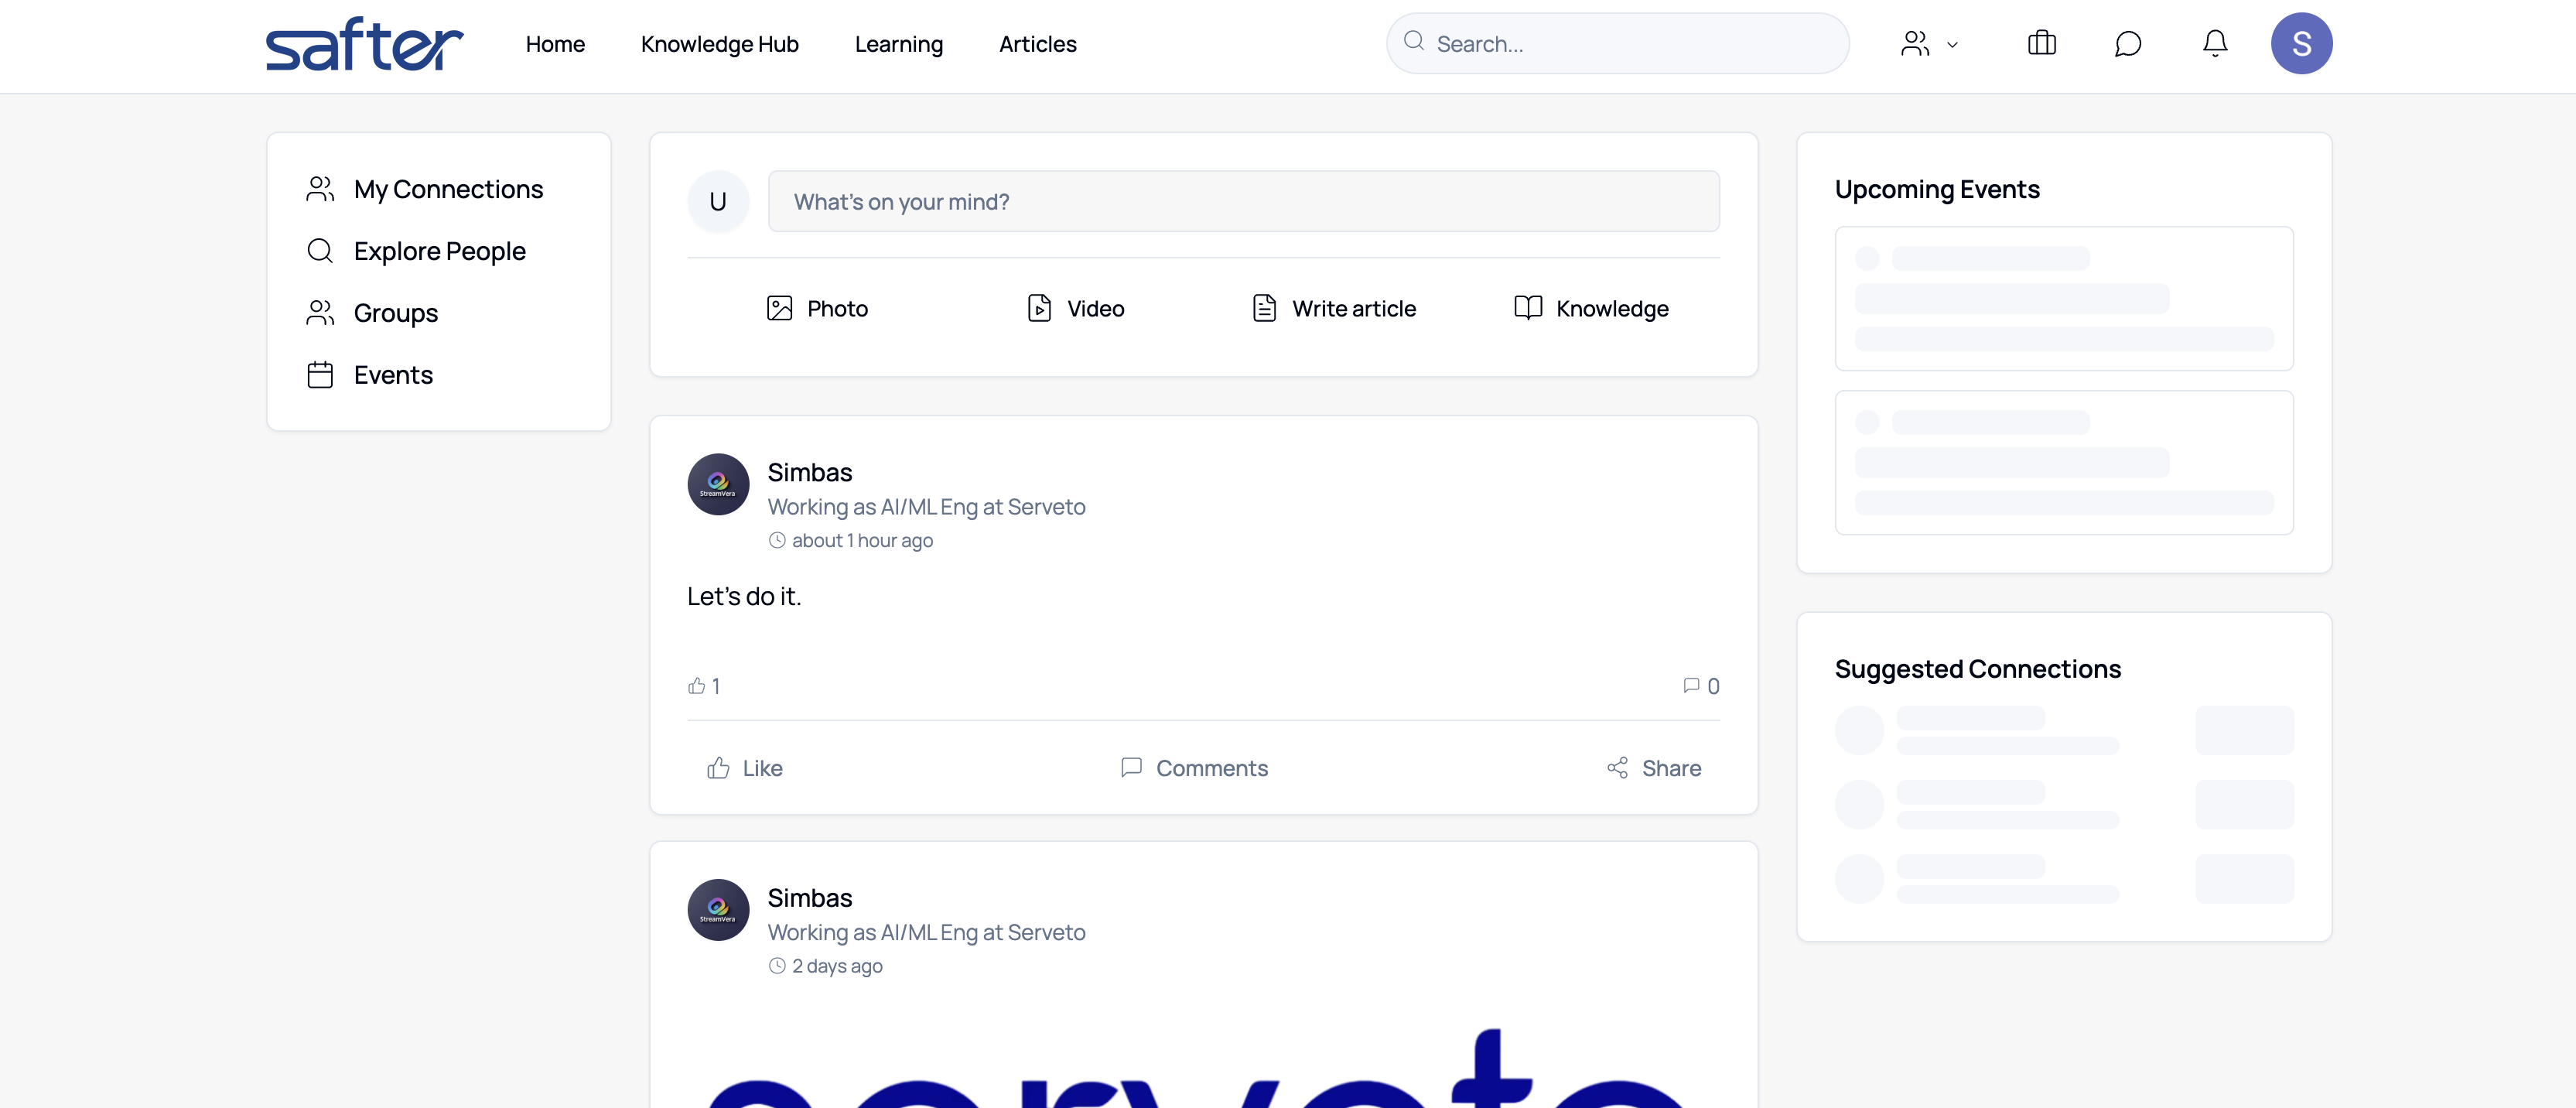 safter
Home
Knowledge Hub
Learning
Articles
Search...
S
My Connections
Explore People
Groups
Events
U
What's on your mind?
Photo
Video
Write article
Knowledge
Simbas
Working as AI/ML Eng at Serveto
about 1 hour ago
Let's do it.
1
0
Like
Comments
Share
StreamVera
Simbas
Working as AI/ML Eng at Serveto
2 days ago
StreamVera
serveto
Upcoming Events
Suggested Connections